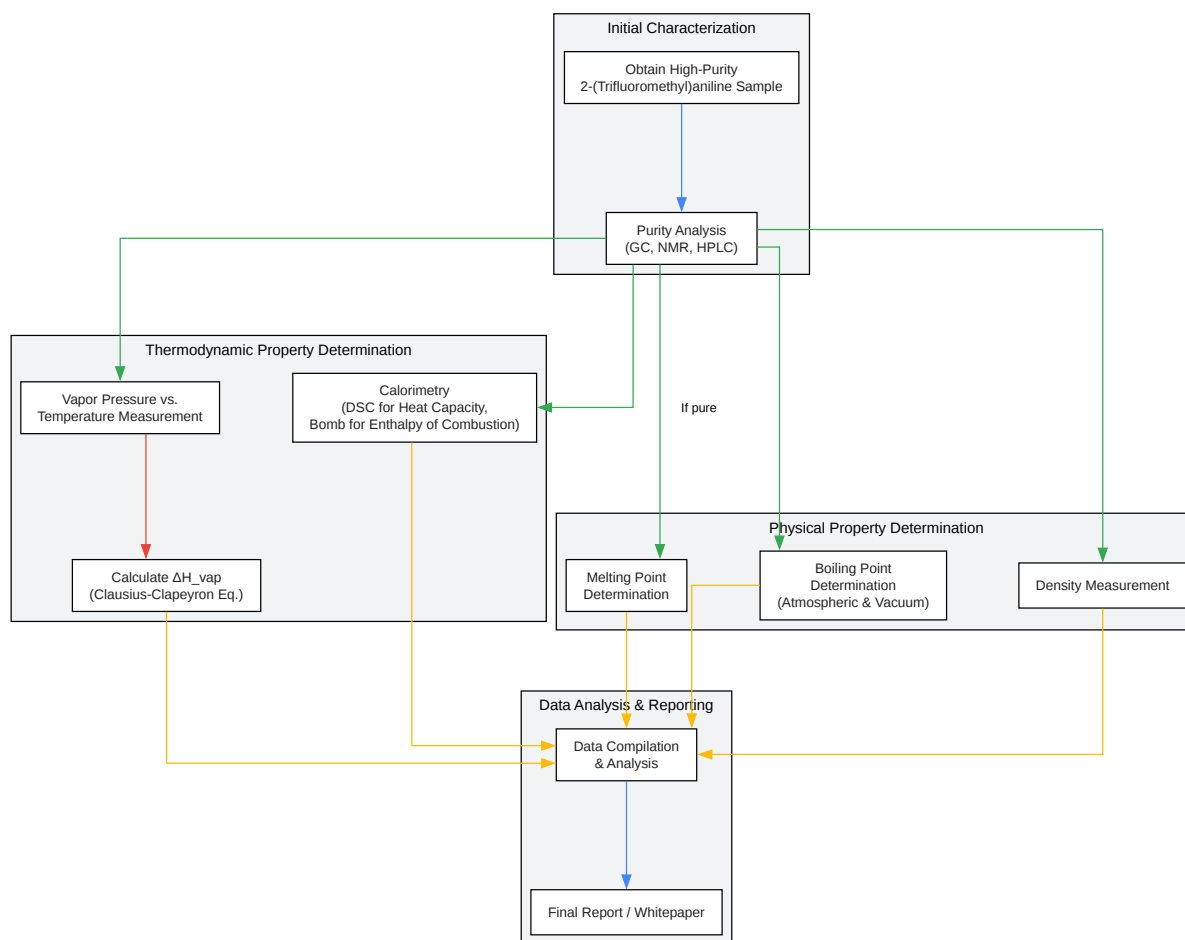 Initial Characterization
Obtain High-Purity
2-(Trifluoromethyl)aniline Sample
Purity Analysis
(GC, NMR, HPLC)
Thermodynamic Property Determination
Vapor Pressure vs.
Temperature Measurement
Calorimetry
(DSC for Heat Capacity,
Bomb for Enthalpy of Combustion)
If pure
Calculate ΔH_vap
(Clausius-Clapeyron Eq.)
Physical Property Determination
Melting Point
Determination
Boiling Point
Determination
(Atmospheric & Vacuum)
Density Measurement
Data Analysis & Reporting
Data Compilation
& Analysis
Final Report / Whitepaper